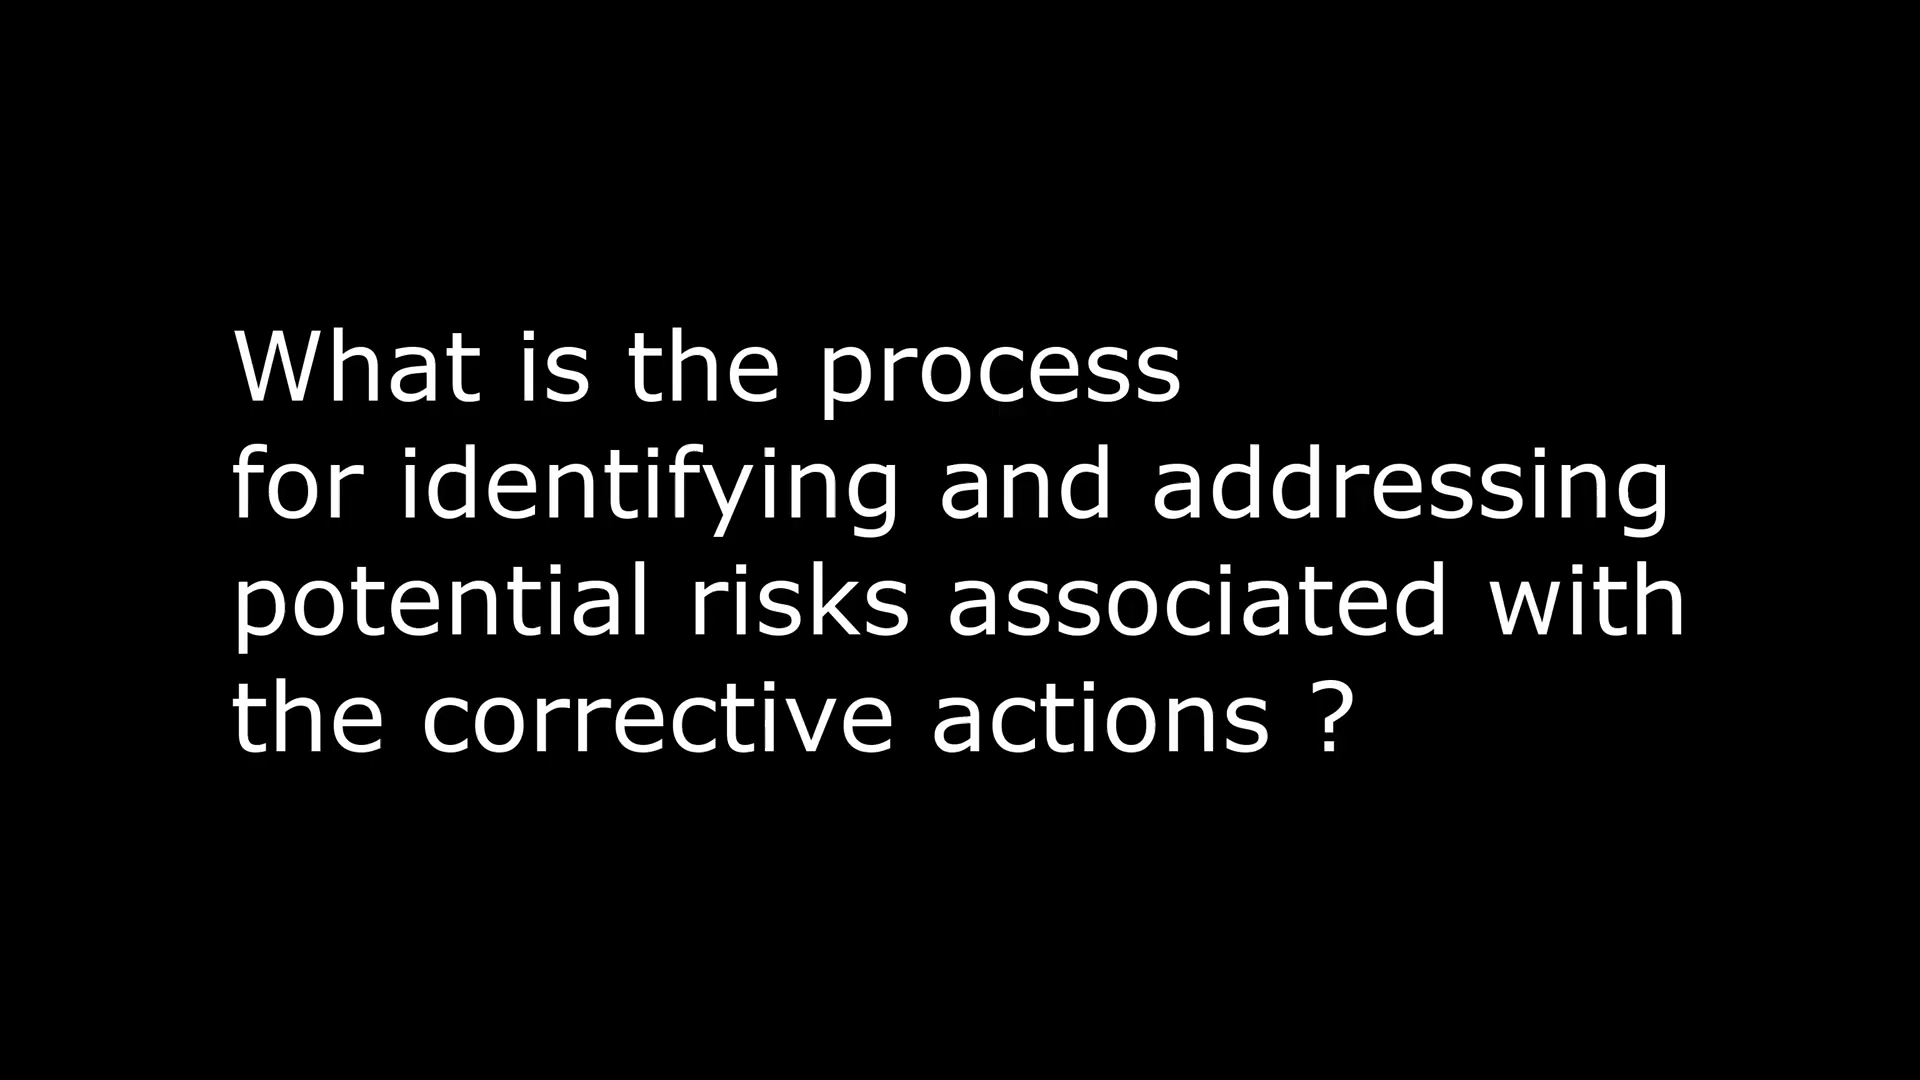 What is the process
for identifying and addressing
potential risks associated with
the corrective actions ?